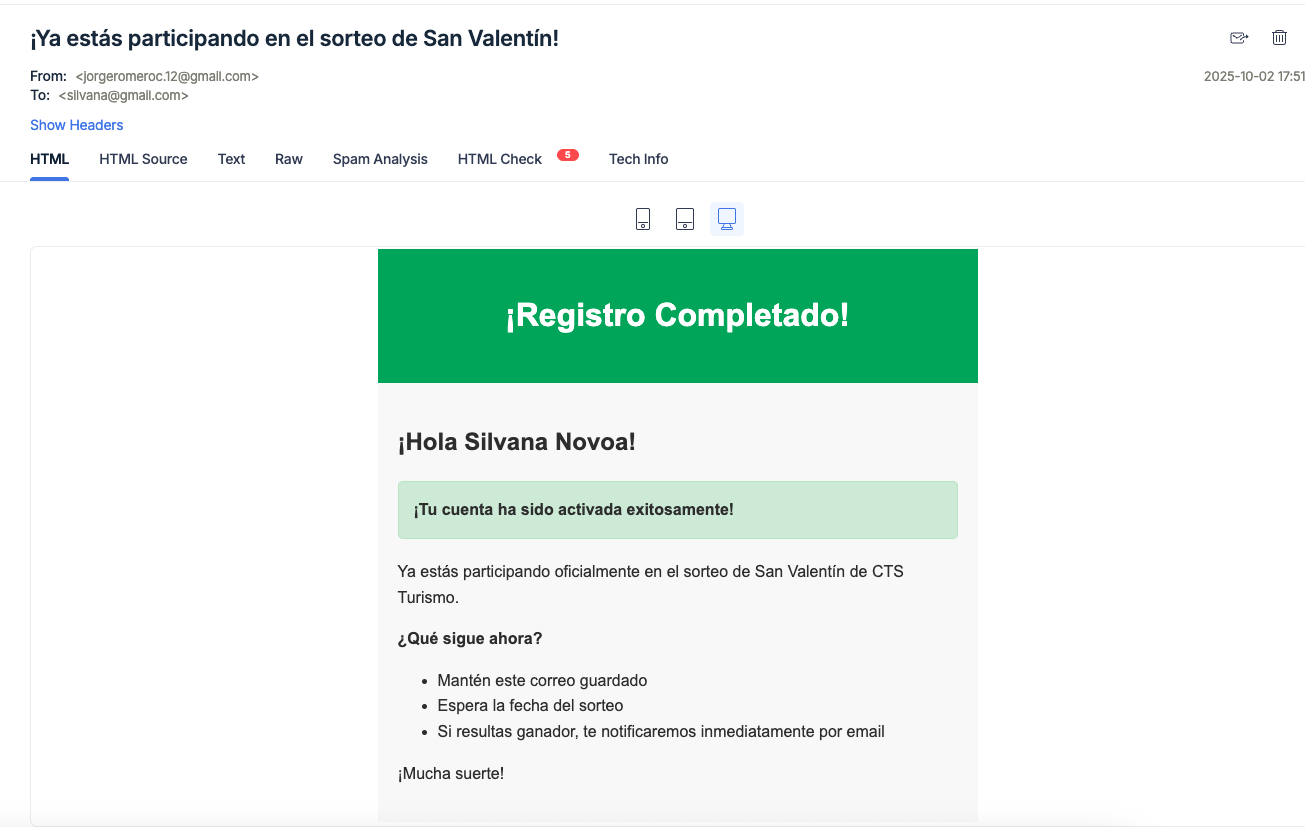 ¡Ya estás participando en el sorteo de San Valentín!
From: <jorgeromeroc.12@gmail.com>
2025-10-02 17:51
To: <silvana@gmail.com>
Show Headers
HTML HTML Source Text Raw Spam Analysis HTML Check 5 Tech Info
¡Registro Completado!
¡Hola Silvana Novoa!
¡Tu cuenta ha sido activada exitosamente!
Ya estás participando oficialmente en el sorteo de San Valentín de CTS
Turismo.
¿Qué sigue ahora?
• Mantén este correo guardado
• Espera la fecha del sorteo
• Si resultas ganador, te notificaremos inmediatamente por email
¡Mucha suerte!